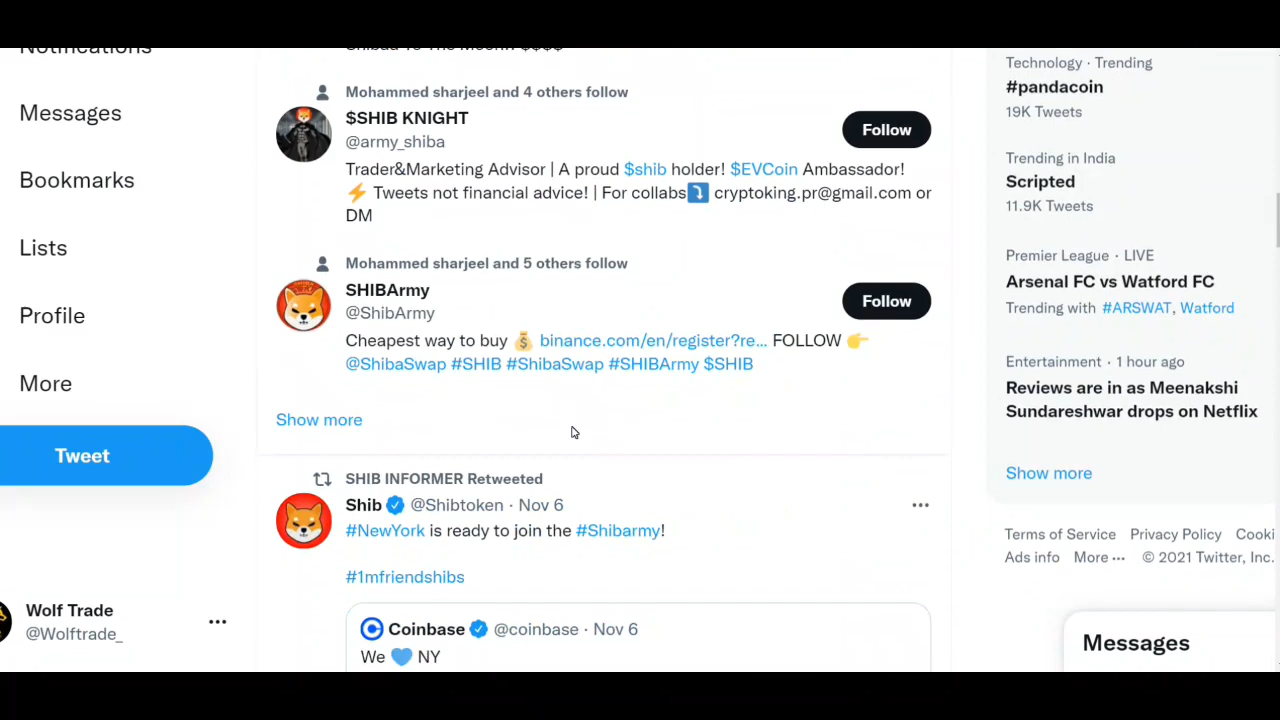 Notifications
Messages
Bookmarks
Lists
Profile
More
Tweet
Wolf Trade
@Wolftrade_
Mohammed sharjeel and 4 others follow
$SHIB KNIGHT
@army_shiba
Follow
Trader&Marketing Advisor | A proud $shib holder! $EVCoin Ambassador!
⚡ Tweets not financial advice! | For collabs⤵️ cryptoking.pr@gmail.com or
DM
Mohammed sharjeel and 5 others follow
SHIBArmy
@ShibArmy
Follow
Cheapest way to buy 💰 binance.com/en/register?re... FOLLOW 👉
@ShibaSwap #SHIB #ShibaSwap #SHIBArmy $SHIB
Show more
SHIB INFORMER Retweeted
Shib @Shibtoken · Nov 6
#NewYork is ready to join the #Shibarmy!
#1mfriendshibs
Coinbase @coinbase · Nov 6
We 💙 NY
Technology · Trending
#pandacoin
19K Tweets
Trending in India
Scripted
11.9K Tweets
Premier League · LIVE
Arsenal FC vs Watford FC
Trending with #ARSWAT, Watford
Entertainment · 1 hour ago
Reviews are in as Meenakshi
Sundareshwar drops on Netflix
Show more
Terms of Service Privacy Policy Cooki
Ads info More ··· © 2021 Twitter, Inc.
Messages